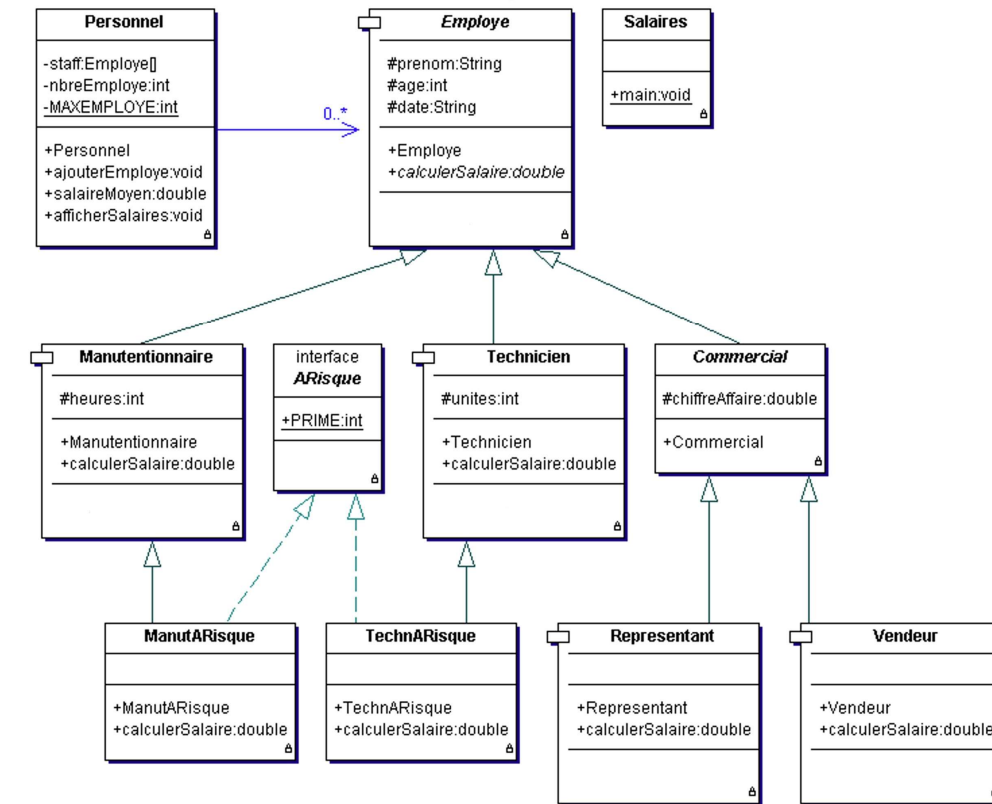 Personnel
-staff:Employe[]
-nbreEmploye:int
-MAXEMPLOYE:int
+Personnel
+ajouterEmploye:void
+salaireMoyen:double
+afficherSalaires:void
0..*
Employe
#prenom:String
#age:int
#date:String
+Employe
+calculerSalaire:double
Salaires
+main:void
Manutentionnaire
#heures:int
+Manutentionnaire
+calculerSalaire:double
interface
ARisque
+PRIME:int
Technicien
#unites:int
+Technicien
+calculerSalaire:double
Commercial
#chiffreAffaire:double
+Commercial
ManutARisque
+ManutARisque
+calculerSalaire:double
TechnARisque
+TechnARisque
+calculerSalaire:double
Representant
+Representant
+calculerSalaire:double
Vendeur
+Vendeur
+calculerSalaire:double